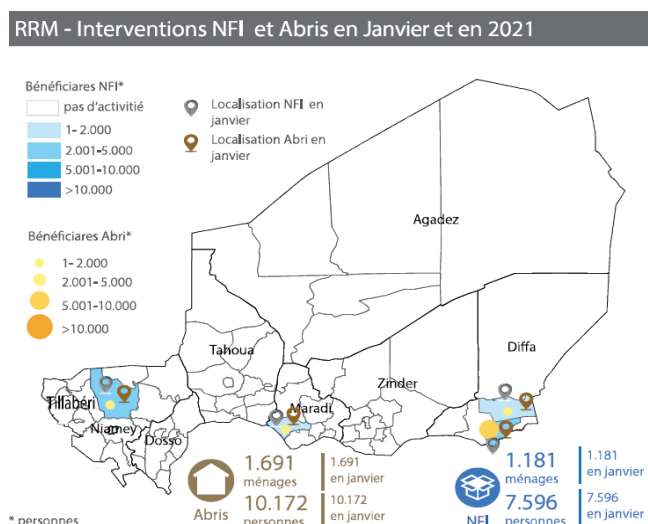 RRM - Interventions NFI et Abris en Janvier et en 2021
Bénéficiares NFI*
pas d'activitié
1- 2.000
2.001-5.000
5.001-10.000
>10.000
Localisation NFI en
janvier
Localisation Abri en
janvier
Bénéficiares Abri*
1- 2.000
2.001- 5.000
5.001-10.000
>10.000
Agadez
Tahoua
Diffa
Zinder
Maradi
Tillabéri
Niamey
Dosso
Abris
1.691
ménages
10.172
personnes
1.691
en janvier
10.172
en janvier
NFI
1.181
ménages
7.596
personnes
1.181
en janvier
7.596
en janvier
* personnes